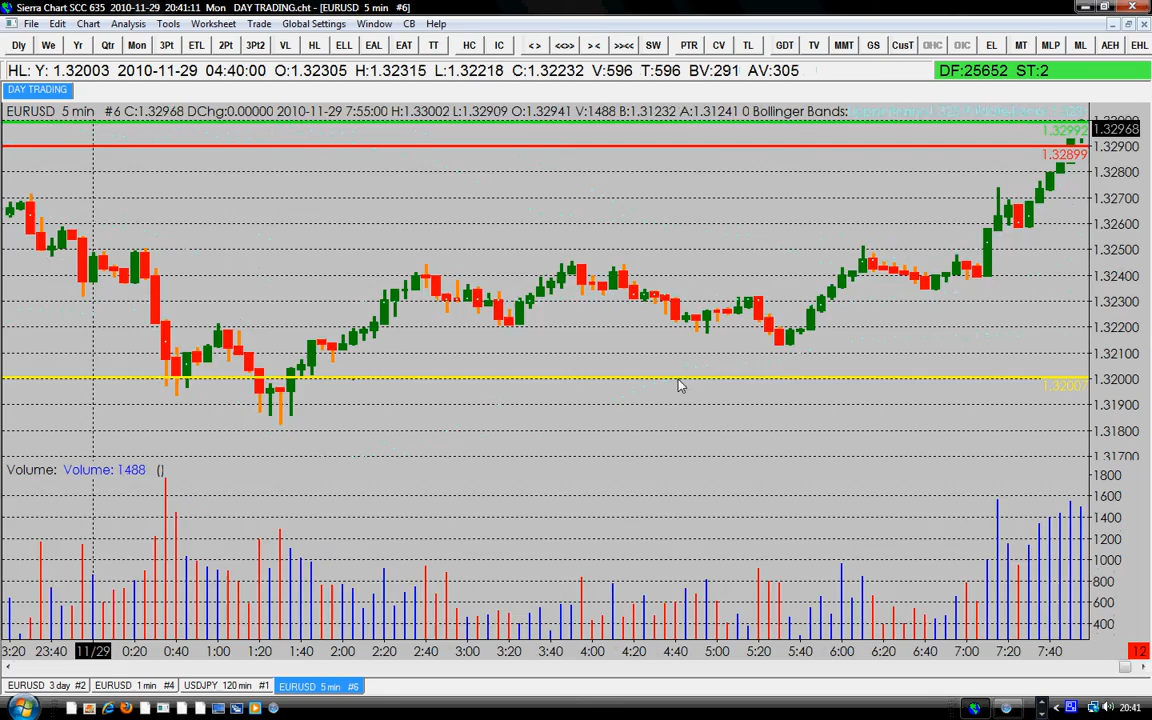 Sierra Chart SCC 635 2010-11-29 20:41:11 Mon DAY TRADING.cht - [EURUSD 5 min #6]
File Edit Chart Analysis Tools Worksheet Trade Global Settings Window CB Help
Dly We Yr Qtr Mon 3Pt ETL 2Pt 3Pt2 VL HL ELL EAL EAT TT HC IC <> <<>> >< >><< SW PTR CV TL GDT TV MMT GS CusT OHC OIC EL MT MLP ML AEH EHL
HL: Y: 1.32003 2010-11-29 04:40:00 O:1.32305 H:1.32315 L:1.32218 C:1.32232 V:596 T:596 BV:291 AV:305
DF:25652 ST:2
DAY TRADING
EURUSD 5 min #6 C:1.32968 DChg:0.00000 2010-11-29 7:55:00 H:1.33002 L:1.32909 O:1.32941 V:1488 B:1.31232 A:1.31241 0 Bollinger Bands:
1.32992
1.32968
1.32900
1.32899
1.32800
1.32700
1.32600
1.32500
1.32400
1.32300
1.32200
1.32100
1.32000
1.32007
1.31900
1.31800
1.31700
Volume: Volume: 1488 {}
1800
1600
1400
1200
1000
800
600
400
3:20 23:40 11/29 0:20 0:40 1:00 1:20 1:40 2:00 2:20 2:40 3:00 3:20 3:40 4:00 4:20 4:40 5:00 5:20 5:40 6:00 6:20 6:40 7:00 7:20 7:40 12
EURUSD 3 day #2 EURUSD 1 min #4 USDJPY 120 min #1 EURUSD 5 min #6
20:41